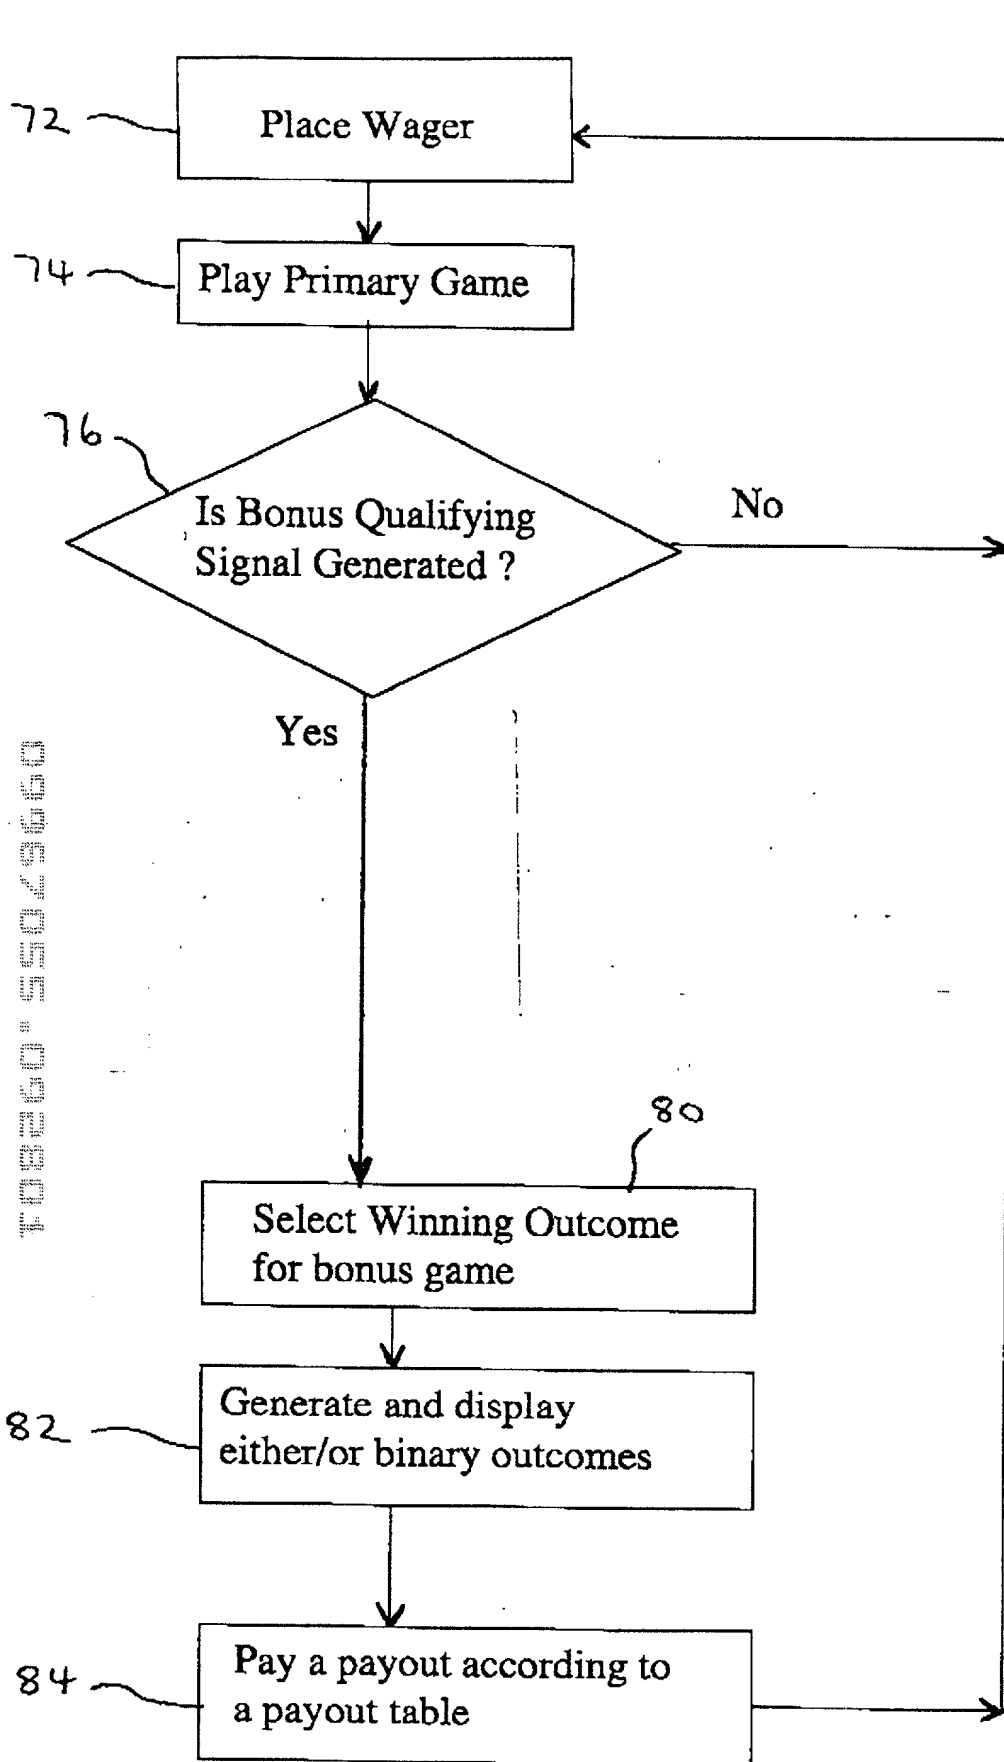 72
Place Wager
74
Play Primary Game
76
Is Bonus Qualifying
Signal Generated ?
No
Yes
80
Select Winning Outcome
for bonus game
82
Generate and display
either/or binary outcomes
84
Pay a payout according to
a payout table